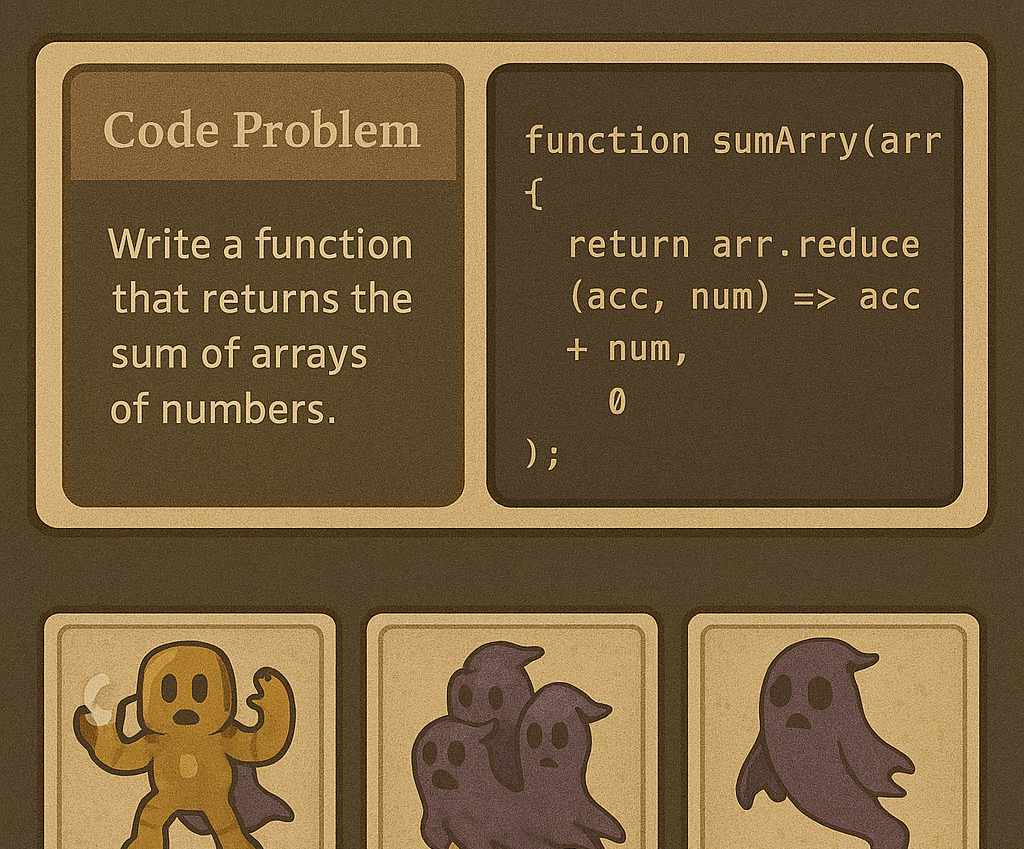 Code Problem
Write a function
that returns the
sum of arrays
of numbers.
function sumArry(arr
{
return arr.reduce
(acc, num) => acc
+ num,
0
);